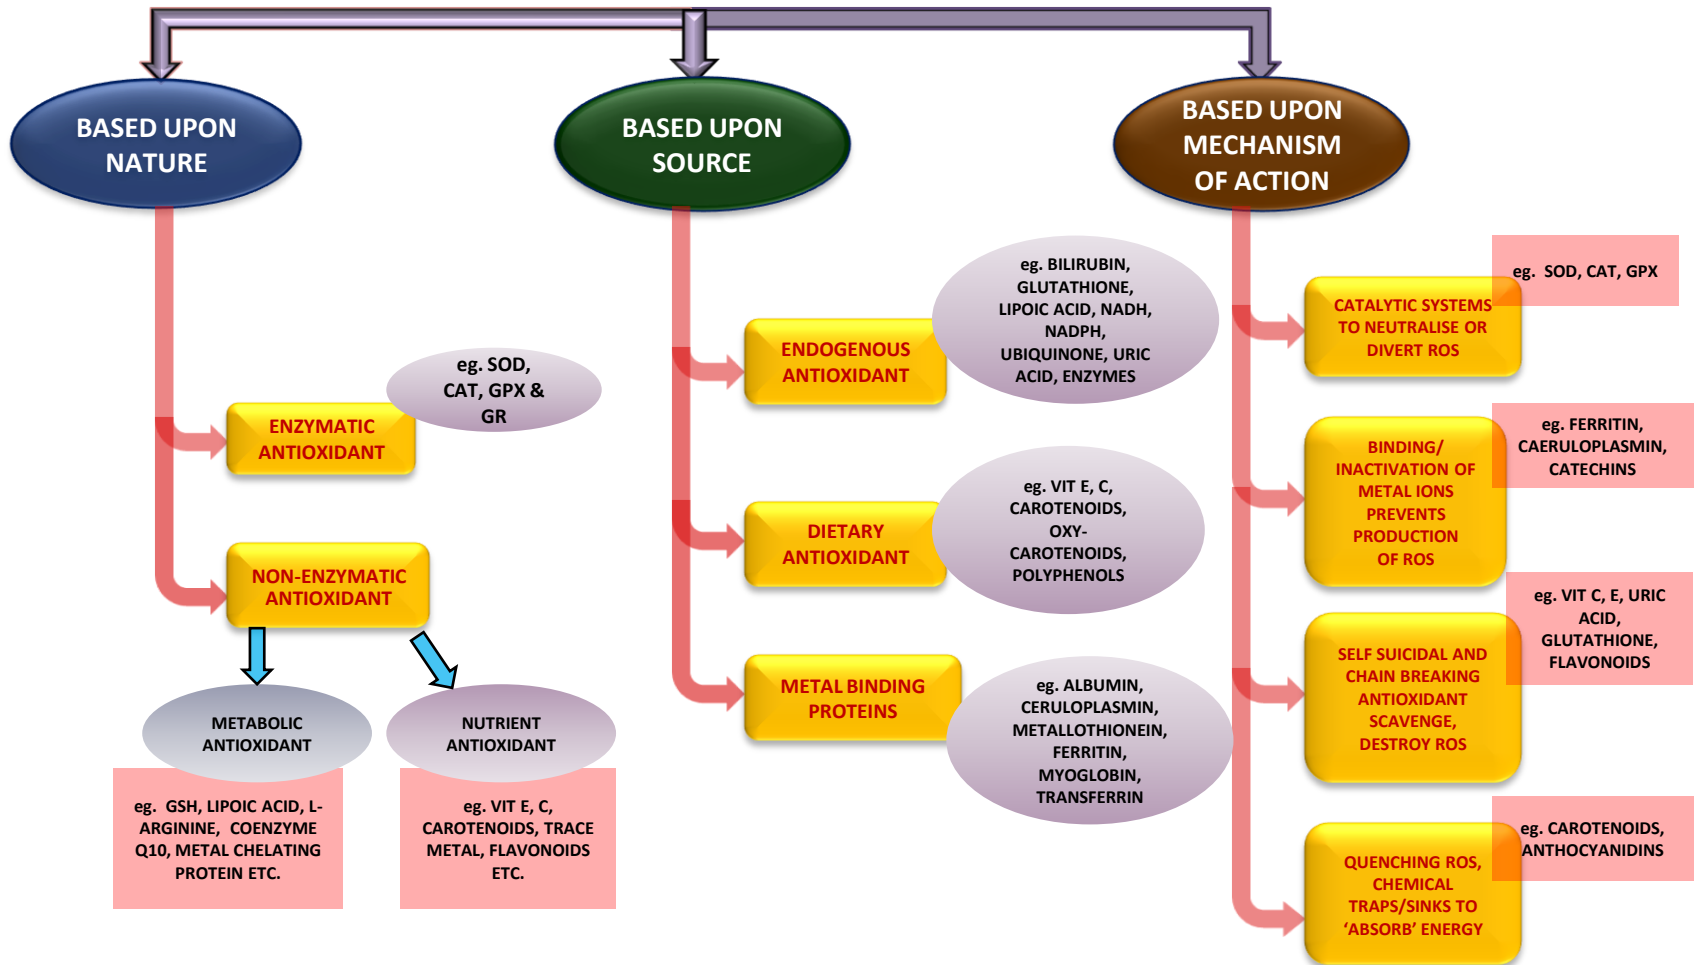 BASED UPON
NATURE
BASED UPON
SOURCE
BASED UPON
MECHANISM
OF ACTION
eg. SOD,
CAT, GPX &
GR
ENZYMATIC
ANTIOXIDANT
NON-ENZYMATIC
ANTIOXIDANT
METABOLIC
ANTIOXIDANT
NUTRIENT
ANTIOXIDANT
eg.  GSH, LIPOIC ACID, L-
ARGININE,  COENZYME
Q10, METAL CHELATING
PROTEIN ETC.
eg. VIT E, C,
CAROTENOIDS, TRACE
METAL, FLAVONOIDS
ETC.
eg. BILIRUBIN,
GLUTATHIONE,
LIPOIC ACID, NADH,
NADPH,
UBIQUINONE, URIC
ACID, ENZYMES
ENDOGENOUS
ANTIOXIDANT
eg. VIT E, C,
CAROTENOIDS,
OXY-
CAROTENOIDS,
POLYPHENOLS
DIETARY
ANTIOXIDANT
METAL BINDING
PROTEINS
eg. ALBUMIN,
CERULOPLASMIN,
METALLOTHIONEIN,
FERRITIN,
MYOGLOBIN,
TRANSFERRIN
eg.  SOD, CAT, GPX
CATALYTIC SYSTEMS
TO NEUTRALISE OR
DIVERT ROS
eg. FERRITIN,
CAERULOPLASMIN,
CATECHINS
BINDING/
INACTIVATION OF
METAL IONS
PREVENTS
PRODUCTION
OF ROS
eg. VIT C, E, URIC
ACID,
GLUTATHIONE,
FLAVONOIDS
SELF SUICIDAL AND
CHAIN BREAKING
ANTIOXIDANT
SCAVENGE,
DESTROY ROS
eg. CAROTENOIDS,
ANTHOCYANIDINS
QUENCHING ROS,
CHEMICAL
TRAPS/SINKS TO
‘ABSORB’ ENERGY